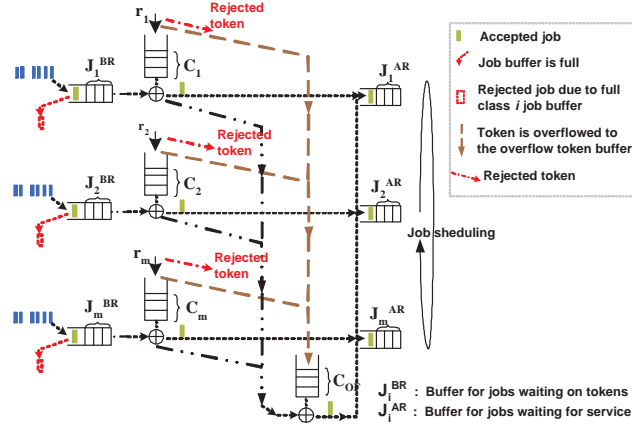 r1
Rejected
token
J1BR
C1
J1AR
r2
Rejected
token
J2BR
C2
J2AR
rm
Rejected
token
JmBR
Cm
JmAR
Job sheduling
COF
Accepted job
Job buffer is full
Rejected job due to full
class i job buffer
Token is overflowed to
the overflow token buffer
Rejected token
JiBR : Buffer for jobs waiting on tokens
JiAR : Buffer for jobs waiting for service